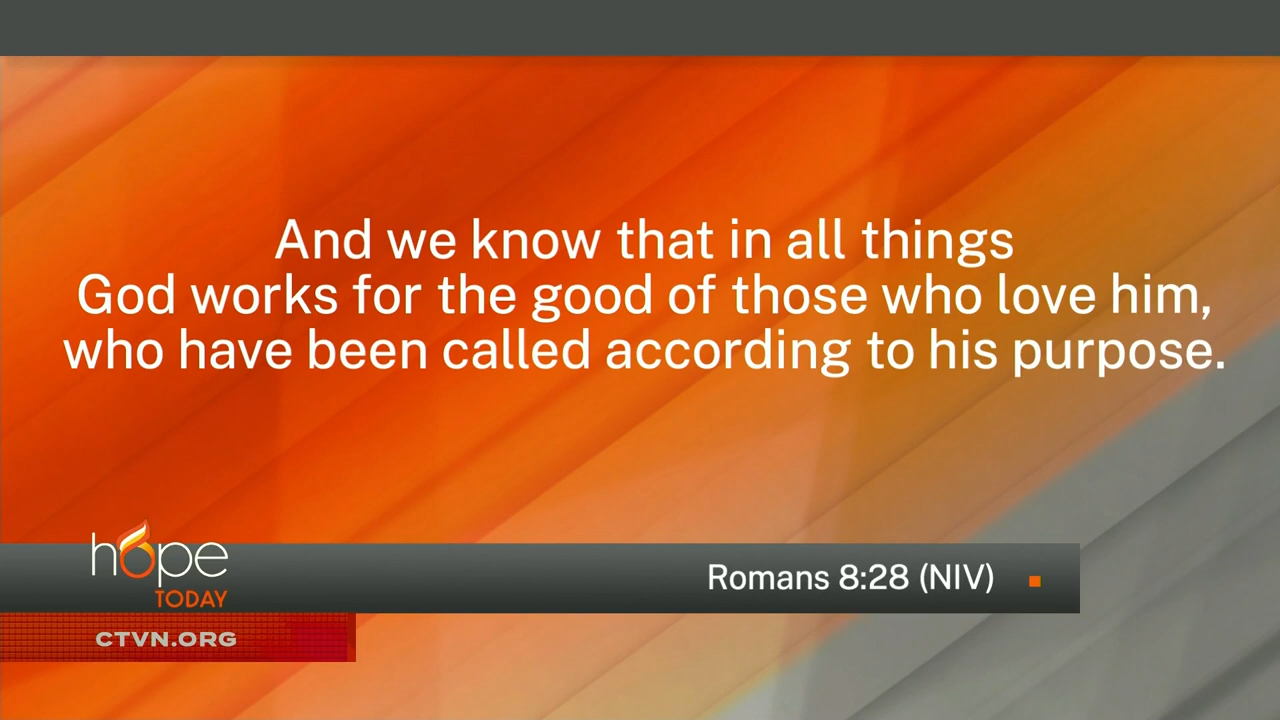 And we know that in all things
God works for the good of those who love him,
who have been called according to his purpose.
hope
TODAY
Romans 8:28 (NIV)
CTVN.ORG